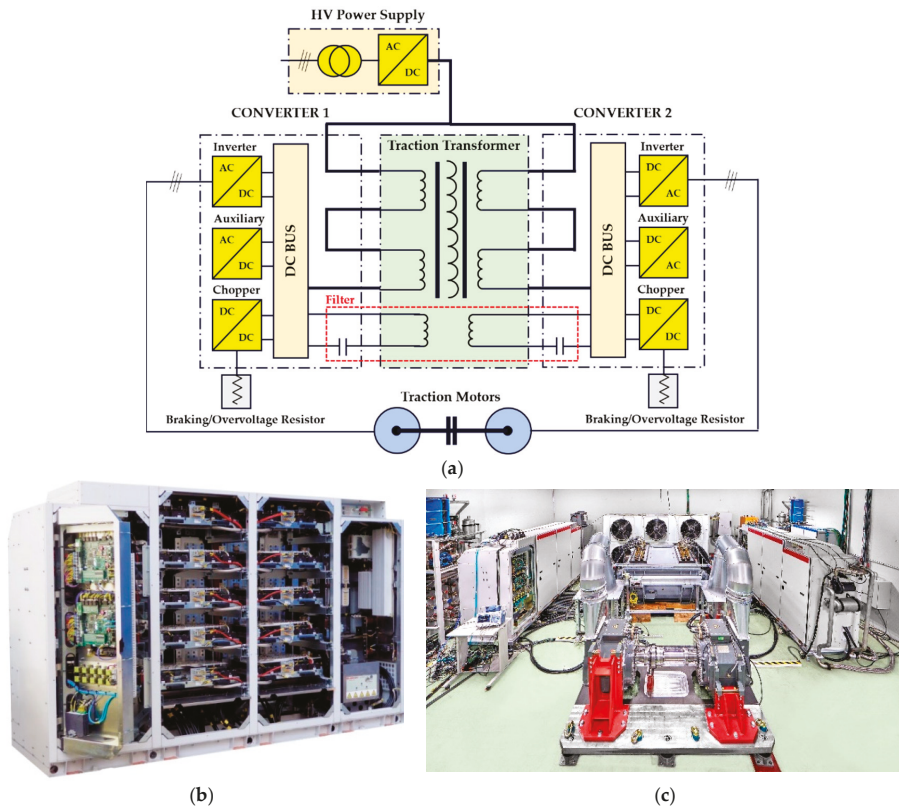 HV Power Supply
AC
DC
CONVERTER 1
CONVERTER 2
Traction Transformer
Inverter
AC
DC
Auxiliary
AC
DC
Chopper
DC
DC
DC BUS
Filter
Braking/Overvoltage Resistor
Inverter
DC
AC
Auxiliary
DC
AC
Chopper
DC
DC
DC BUS
Braking/Overvoltage Resistor
Traction Motors
(a)
(b)
(c)